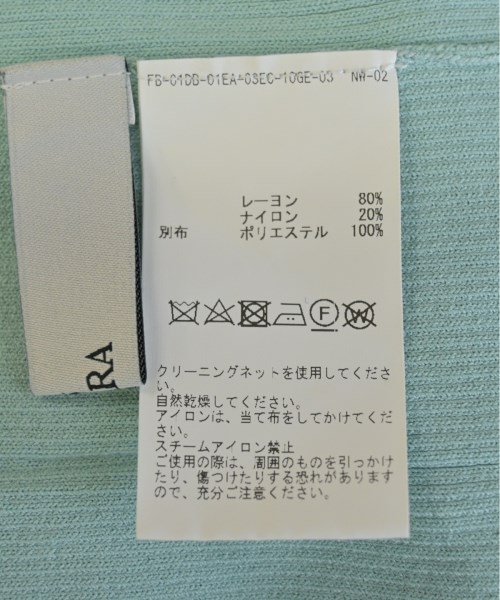 FB-01DB-01EA-03EC-10GE-03 NA-02
レーヨン 80%
ナイロン 20%
別布 ポリエステル 100%
F W
クリーニングネットを使用してくださ
い。
自然乾燥してください。
アイロンは、当て布をしてかけてくだ
さい。
スチームアイロン禁止
ご使用の際は、周囲のものを引っかけ
たり、傷つけたりする恐れがあります
ので、充分ご注意ください。
RA